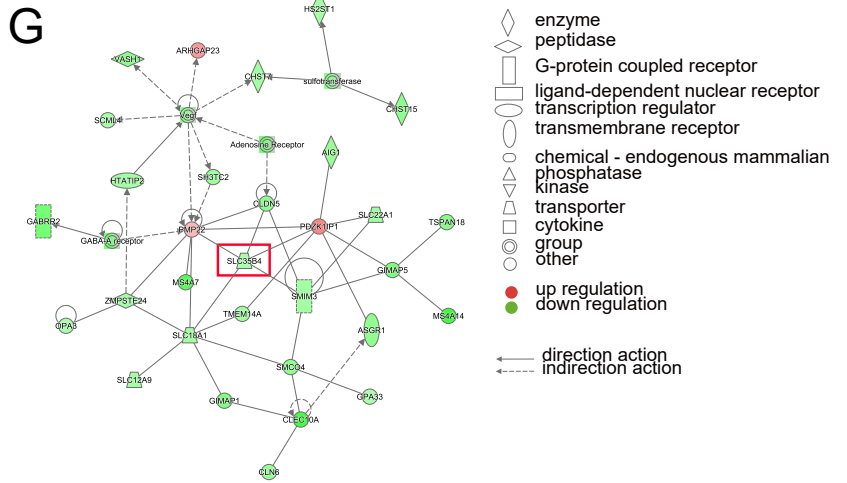 G
HS2ST1
ARHGAP23
VASH1
CHST7
sulfotransferase
CHST15
SCML4
Vegf
Adenosine Receptor
AIG1
HTATIP2
SH3TC2
CLDN5
GABRR2
GABA-A receptor
PMP22
PDZK1IP1
SLC22A1
TSPAN18
SLC35B4
GIMAP5
MS4A7
SMIM3
ZMPSTE24
OPA3
TMEM14A
MS4A14
SLC18A1
ASGR1
SMCO4
SLC12A9
GIMAP1
GPA33
CLEC10A
CLN6
enzyme
peptidase
G-protein coupled receptor
ligand-dependent nuclear receptor
transcription regulator
transmembrane receptor
chemical - endogenous mammalian
phosphatase
kinase
transporter
cytokine
group
other
up regulation
down regulation
direction action
indirection action